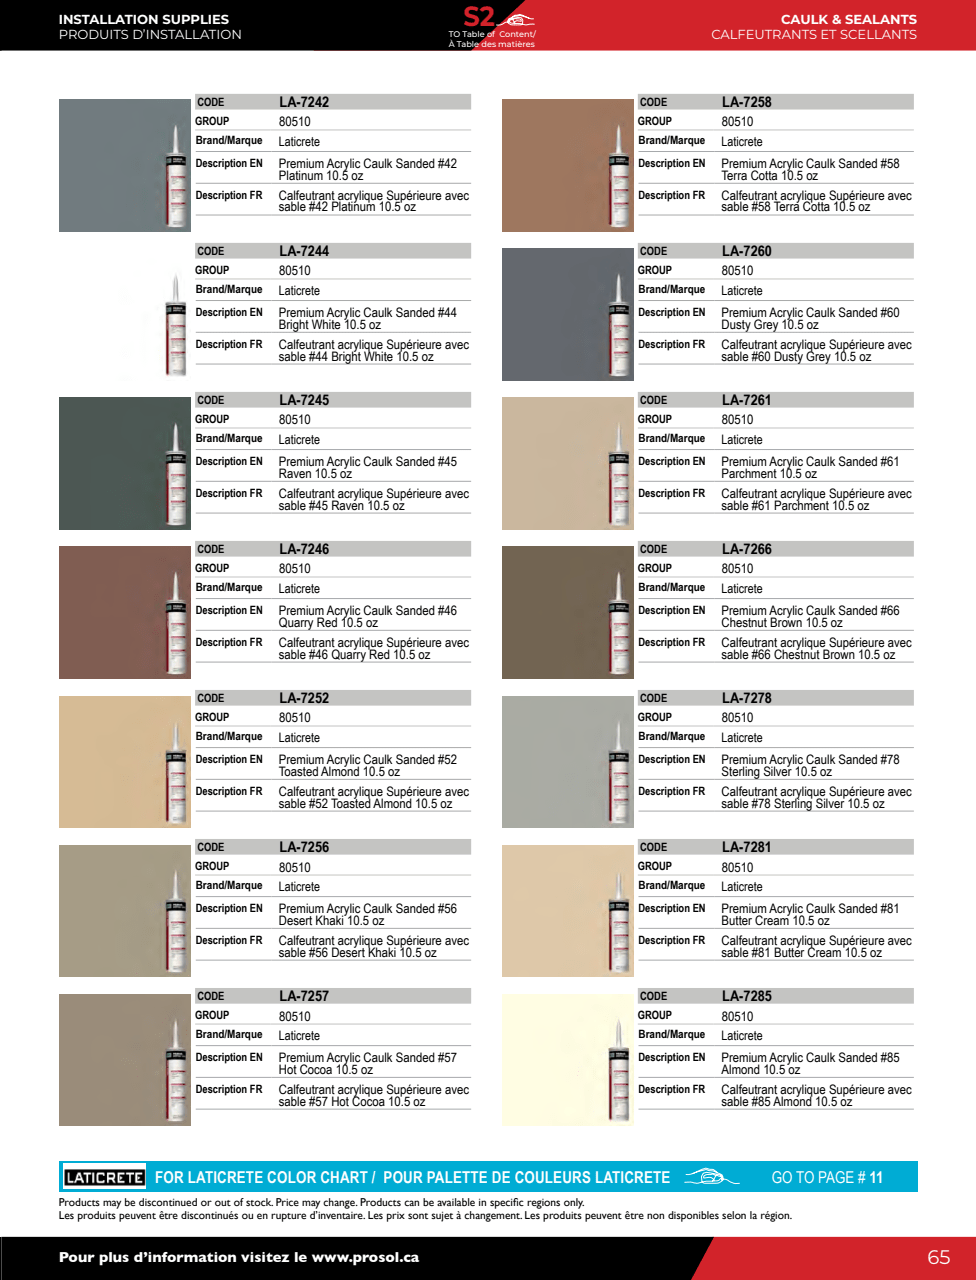 INSTALLATION SUPPLIES
PRODUITS D'INSTALLATION
S2
TO Table of Content/
À Table des matières
CAULK & SEALANTS
CALFEUTRANTS ET SCELLANTS
CODE LA-7242
GROUP 80510
Brand/Marque Laticrete
Description EN Premium Acrylic Caulk Sanded #42
Platinum 10.5 oz
Description FR Calfeutrant acrylique Supérieure avec
sable #42 Platinum 10.5 oz
CODE LA-7244
GROUP 80510
Brand/Marque Laticrete
Description EN Premium Acrylic Caulk Sanded #44
Bright White 10.5 oz
Description FR Calfeutrant acrylique Supérieure avec
sable #44 Bright White 10.5 oz
CODE LA-7245
GROUP 80510
Brand/Marque Laticrete
Description EN Premium Acrylic Caulk Sanded #45
Raven 10.5 oz
Description FR Calfeutrant acrylique Supérieure avec
sable #45 Raven 10.5 oz
CODE LA-7246
GROUP 80510
Brand/Marque Laticrete
Description EN Premium Acrylic Caulk Sanded #46
Quarry Red 10.5 oz
Description FR Calfeutrant acrylique Supérieure avec
sable #46 Quarry Red 10.5 oz
CODE LA-7252
GROUP 80510
Brand/Marque Laticrete
Description EN Premium Acrylic Caulk Sanded #52
Toasted Almond 10.5 oz
Description FR Calfeutrant acrylique Supérieure avec
sable #52 Toasted Almond 10.5 oz
CODE LA-7256
GROUP 80510
Brand/Marque Laticrete
Description EN Premium Acrylic Caulk Sanded #56
Desert Khaki 10.5 oz
Description FR Calfeutrant acrylique Supérieure avec
sable #56 Desert Khaki 10.5 oz
CODE LA-7257
GROUP 80510
Brand/Marque Laticrete
Description EN Premium Acrylic Caulk Sanded #57
Hot Cocoa 10.5 oz
Description FR Calfeutrant acrylique Supérieure avec
sable #57 Hot Cocoa 10.5 oz
CODE LA-7258
GROUP 80510
Brand/Marque Laticrete
Description EN Premium Acrylic Caulk Sanded #58
Terra Cotta 10.5 oz
Description FR Calfeutrant acrylique Supérieure avec
sable #58 Terra Cotta 10.5 oz
CODE LA-7260
GROUP 80510
Brand/Marque Laticrete
Description EN Premium Acrylic Caulk Sanded #60
Dusty Grey 10.5 oz
Description FR Calfeutrant acrylique Supérieure avec
sable #60 Dusty Grey 10.5 oz
CODE LA-7261
GROUP 80510
Brand/Marque Laticrete
Description EN Premium Acrylic Caulk Sanded #61
Parchment 10.5 oz
Description FR Calfeutrant acrylique Supérieure avec
sable #61 Parchment 10.5 oz
CODE LA-7266
GROUP 80510
Brand/Marque Laticrete
Description EN Premium Acrylic Caulk Sanded #66
Chestnut Brown 10.5 oz
Description FR Calfeutrant acrylique Supérieure avec
sable #66 Chestnut Brown 10.5 oz
CODE LA-7278
GROUP 80510
Brand/Marque Laticrete
Description EN Premium Acrylic Caulk Sanded #78
Sterling Silver 10.5 oz
Description FR Calfeutrant acrylique Supérieure avec
sable #78 Sterling Silver 10.5 oz
CODE LA-7281
GROUP 80510
Brand/Marque Laticrete
Description EN Premium Acrylic Caulk Sanded #81
Butter Cream 10.5 oz
Description FR Calfeutrant acrylique Supérieure avec
sable #81 Butter Cream 10.5 oz
CODE LA-7285
GROUP 80510
Brand/Marque Laticrete
Description EN Premium Acrylic Caulk Sanded #85
Almond 10.5 oz
Description FR Calfeutrant acrylique Supérieure avec
sable #85 Almond 10.5 oz
LATICRETE FOR LATICRETE COLOR CHART / POUR PALETTE DE COULEURS LATICRETE GO TO PAGE # 11
Products may be discontinued or out of stock. Price may change. Products can be available in specific regions only.
Les produits peuvent être discontinués ou en rupture d'inventaire. Les prix sont sujet à changement. Les produits peuvent être non disponibles selon la région.
Pour plus d'information visitez le www.prosol.ca
65